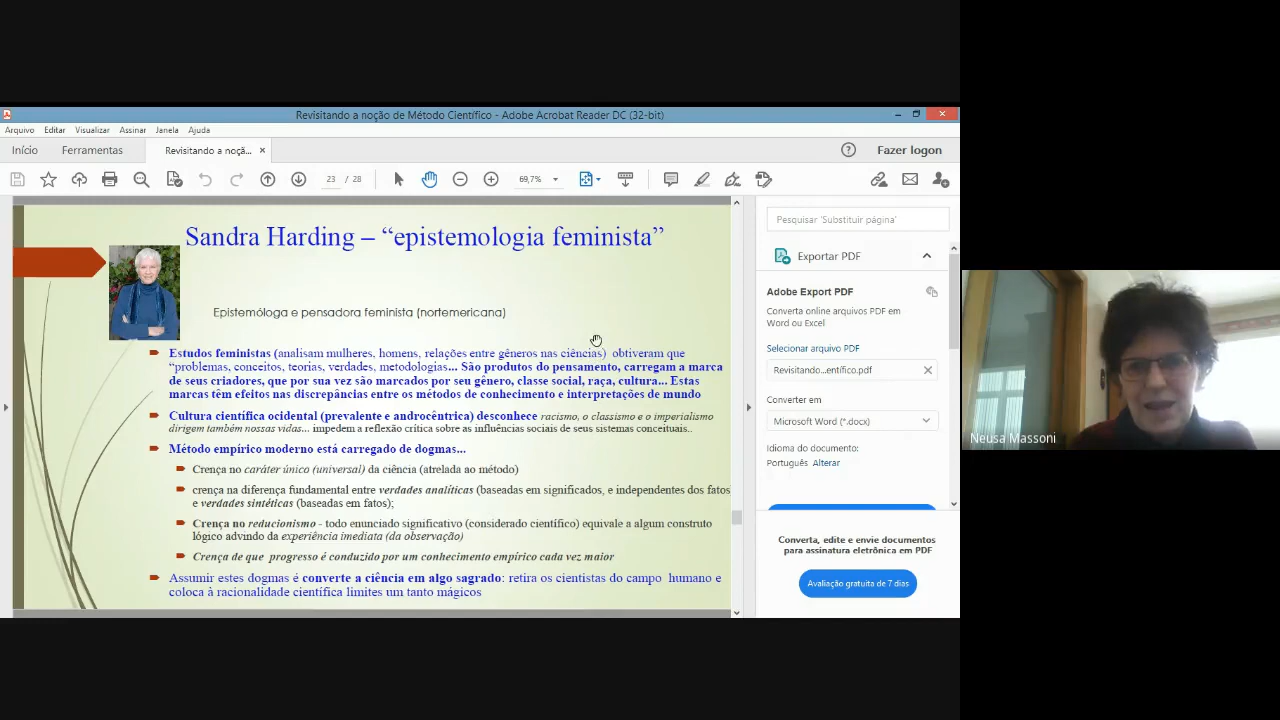 Revisitando a noção de Método Científico - Adobe Acrobat Reader DC (32-bit)
Arquivo Editar Visualizar Assinar Janela Ajuda
Início Ferramentas Revisitando a noçã... × Fazer logon
23 / 28 69,7%
Sandra Harding – “epistemologia feminista”
Epistemóloga e pensadora feminista (nortemericana)
Estudos feministas (analisam mulheres, homens, relações entre gêneros nas ciências) obtiveram que
“problemas, conceitos, teorias, verdades, metodologias... São produtos do pensamento, carregam a marca
de seus criadores, que por sua vez são marcados por seu gênero, classe social, raça, cultura... Estas
marcas têm efeitos nas discrepâncias entre os métodos de conhecimento e interpretações de mundo
Cultura científica ocidental (prevalente e androcêntrica) desconhece racismo, o classismo e o imperialismo
dirigem também nossas vidas... impedem a reflexão crítica sobre as influências sociais de seus sistemas conceituais..
Método empírico moderno está carregado de dogmas...
Crença no caráter único (universal) da ciência (atrelada ao método)
crença na diferença fundamental entre verdades analíticas (baseadas em significados, e independentes dos fatos
e verdades sintéticas (baseadas em fatos);
Crença no reducionismo - todo enunciado significativo (considerado científico) equivale a algum construto
lógico advindo da experiência imediata (da observação)
Crença de que progresso é conduzido por um conhecimento empírico cada vez maior
Assumir estes dogmas é converte a ciência em algo sagrado: retira os cientistas do campo humano e
coloca à racionalidade científica limites um tanto mágicos
Pesquisar 'Substituir página'
Exportar PDF
Adobe Export PDF
Converta online arquivos PDF em
Word ou Excel
Selecionar arquivo PDF
Revisitando...entífico.pdf
Converter em
Microsoft Word (*.docx)
Idioma do documento:
Português Alterar
Converta, edite e envie documentos
para assinatura eletrônica em PDF
Avaliação gratuita de 7 dias
Neusa Massoni